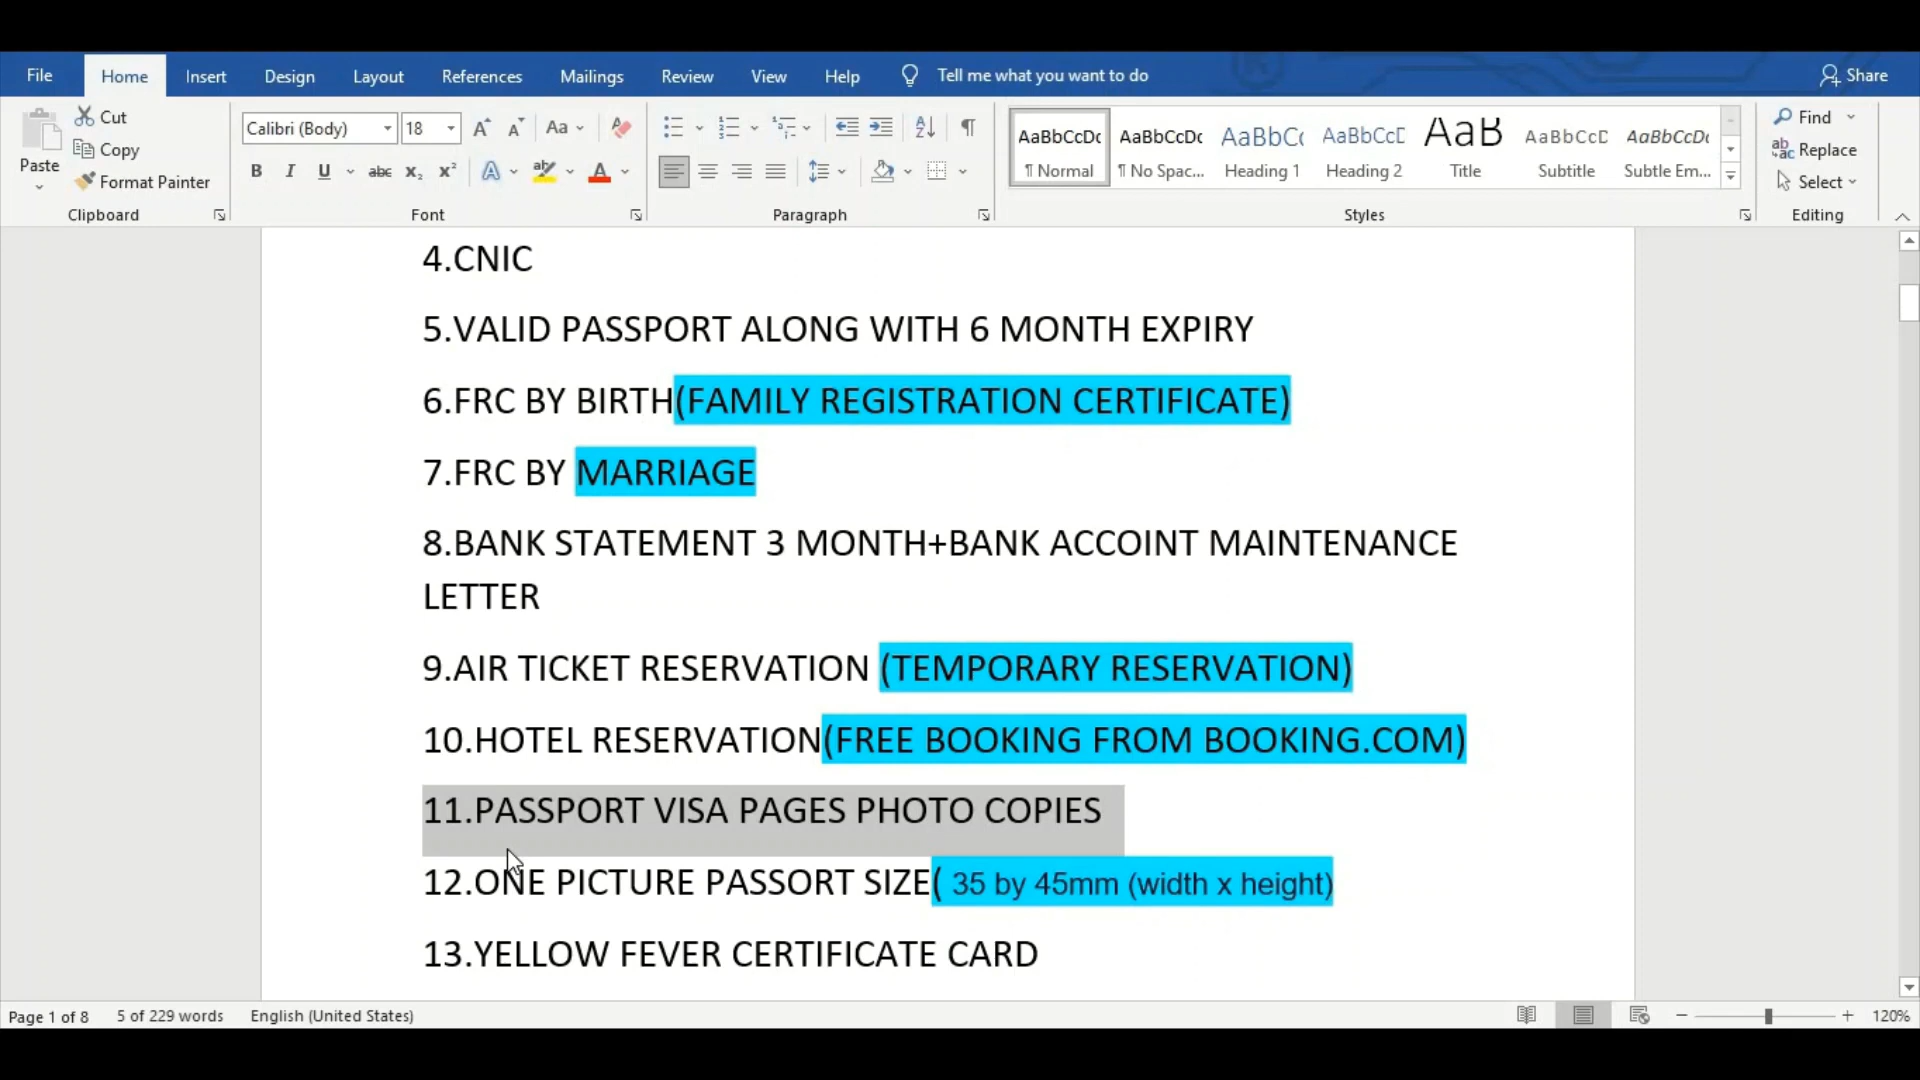 File Home Insert Design Layout References Mailings Review View Help Tell me what you want to do Share
Cut
Copy
Format Painter
Paste
Clipboard
Calibri (Body) 18
Font
Paragraph
AaBbCcDc AaBbCcDc AaBbC( AaBbCcD AaB AaBbCcD AaBbCcDc
¶ Normal ¶ No Spac... Heading 1 Heading 2 Title Subtitle Subtle Em...
Styles
Find
Replace
Select
Editing
4.CNIC
5.VALID PASSPORT ALONG WITH 6 MONTH EXPIRY
6.FRC BY BIRTH(FAMILY REGISTRATION CERTIFICATE)
7.FRC BY MARRIAGE
8.BANK STATEMENT 3 MONTH+BANK ACCOINT MAINTENANCE
LETTER
9.AIR TICKET RESERVATION (TEMPORARY RESERVATION)
10.HOTEL RESERVATION(FREE BOOKING FROM BOOKING.COM)
11.PASSPORT VISA PAGES PHOTO COPIES
12.ONE PICTURE PASSORT SIZE( 35 by 45mm (width x height)
13.YELLOW FEVER CERTIFICATE CARD
Page 1 of 8 5 of 229 words English (United States) 120%